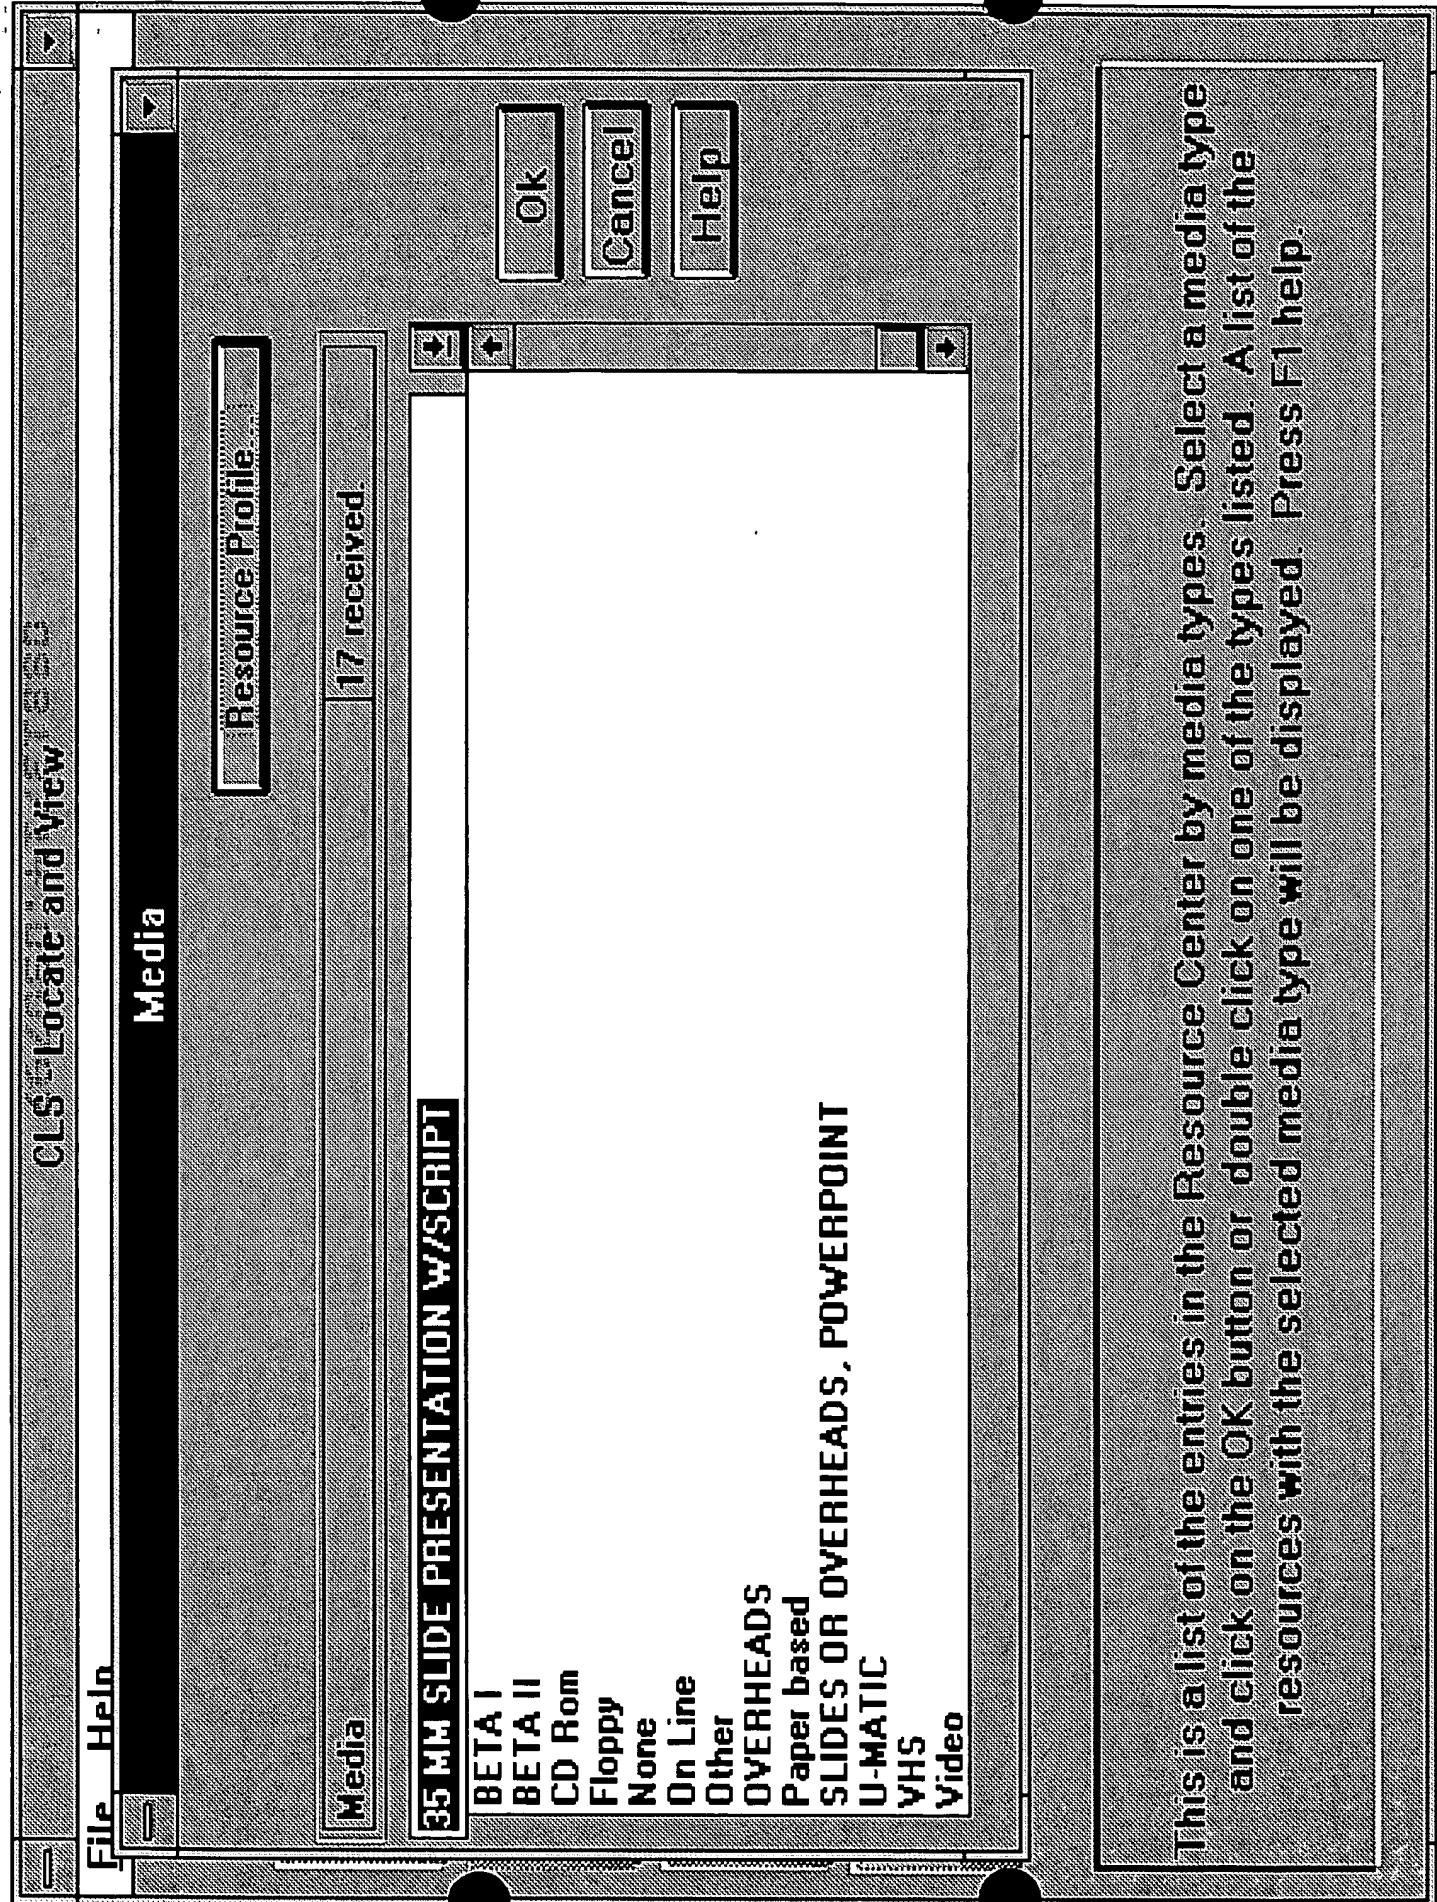 CLS Locate and View
File Help
Media
Resource Profile...
Media 17 received.
35 MM SLIDE PRESENTATION W/SCRIPT
BETA I
BETA II
CD Rom
Floppy
None
On Line
Other
OVERHEADS
Paper based
SLIDES OR OVERHEADS, POWERPOINT
U-MATIC
VHS
Video
Ok
Cancel
Help
This is a list of the entries in the Resource Center by media types. Select a media type
and click on the OK button or double click on one of the types listed. A list of the
resources with the selected media type will be displayed. Press F1 help.